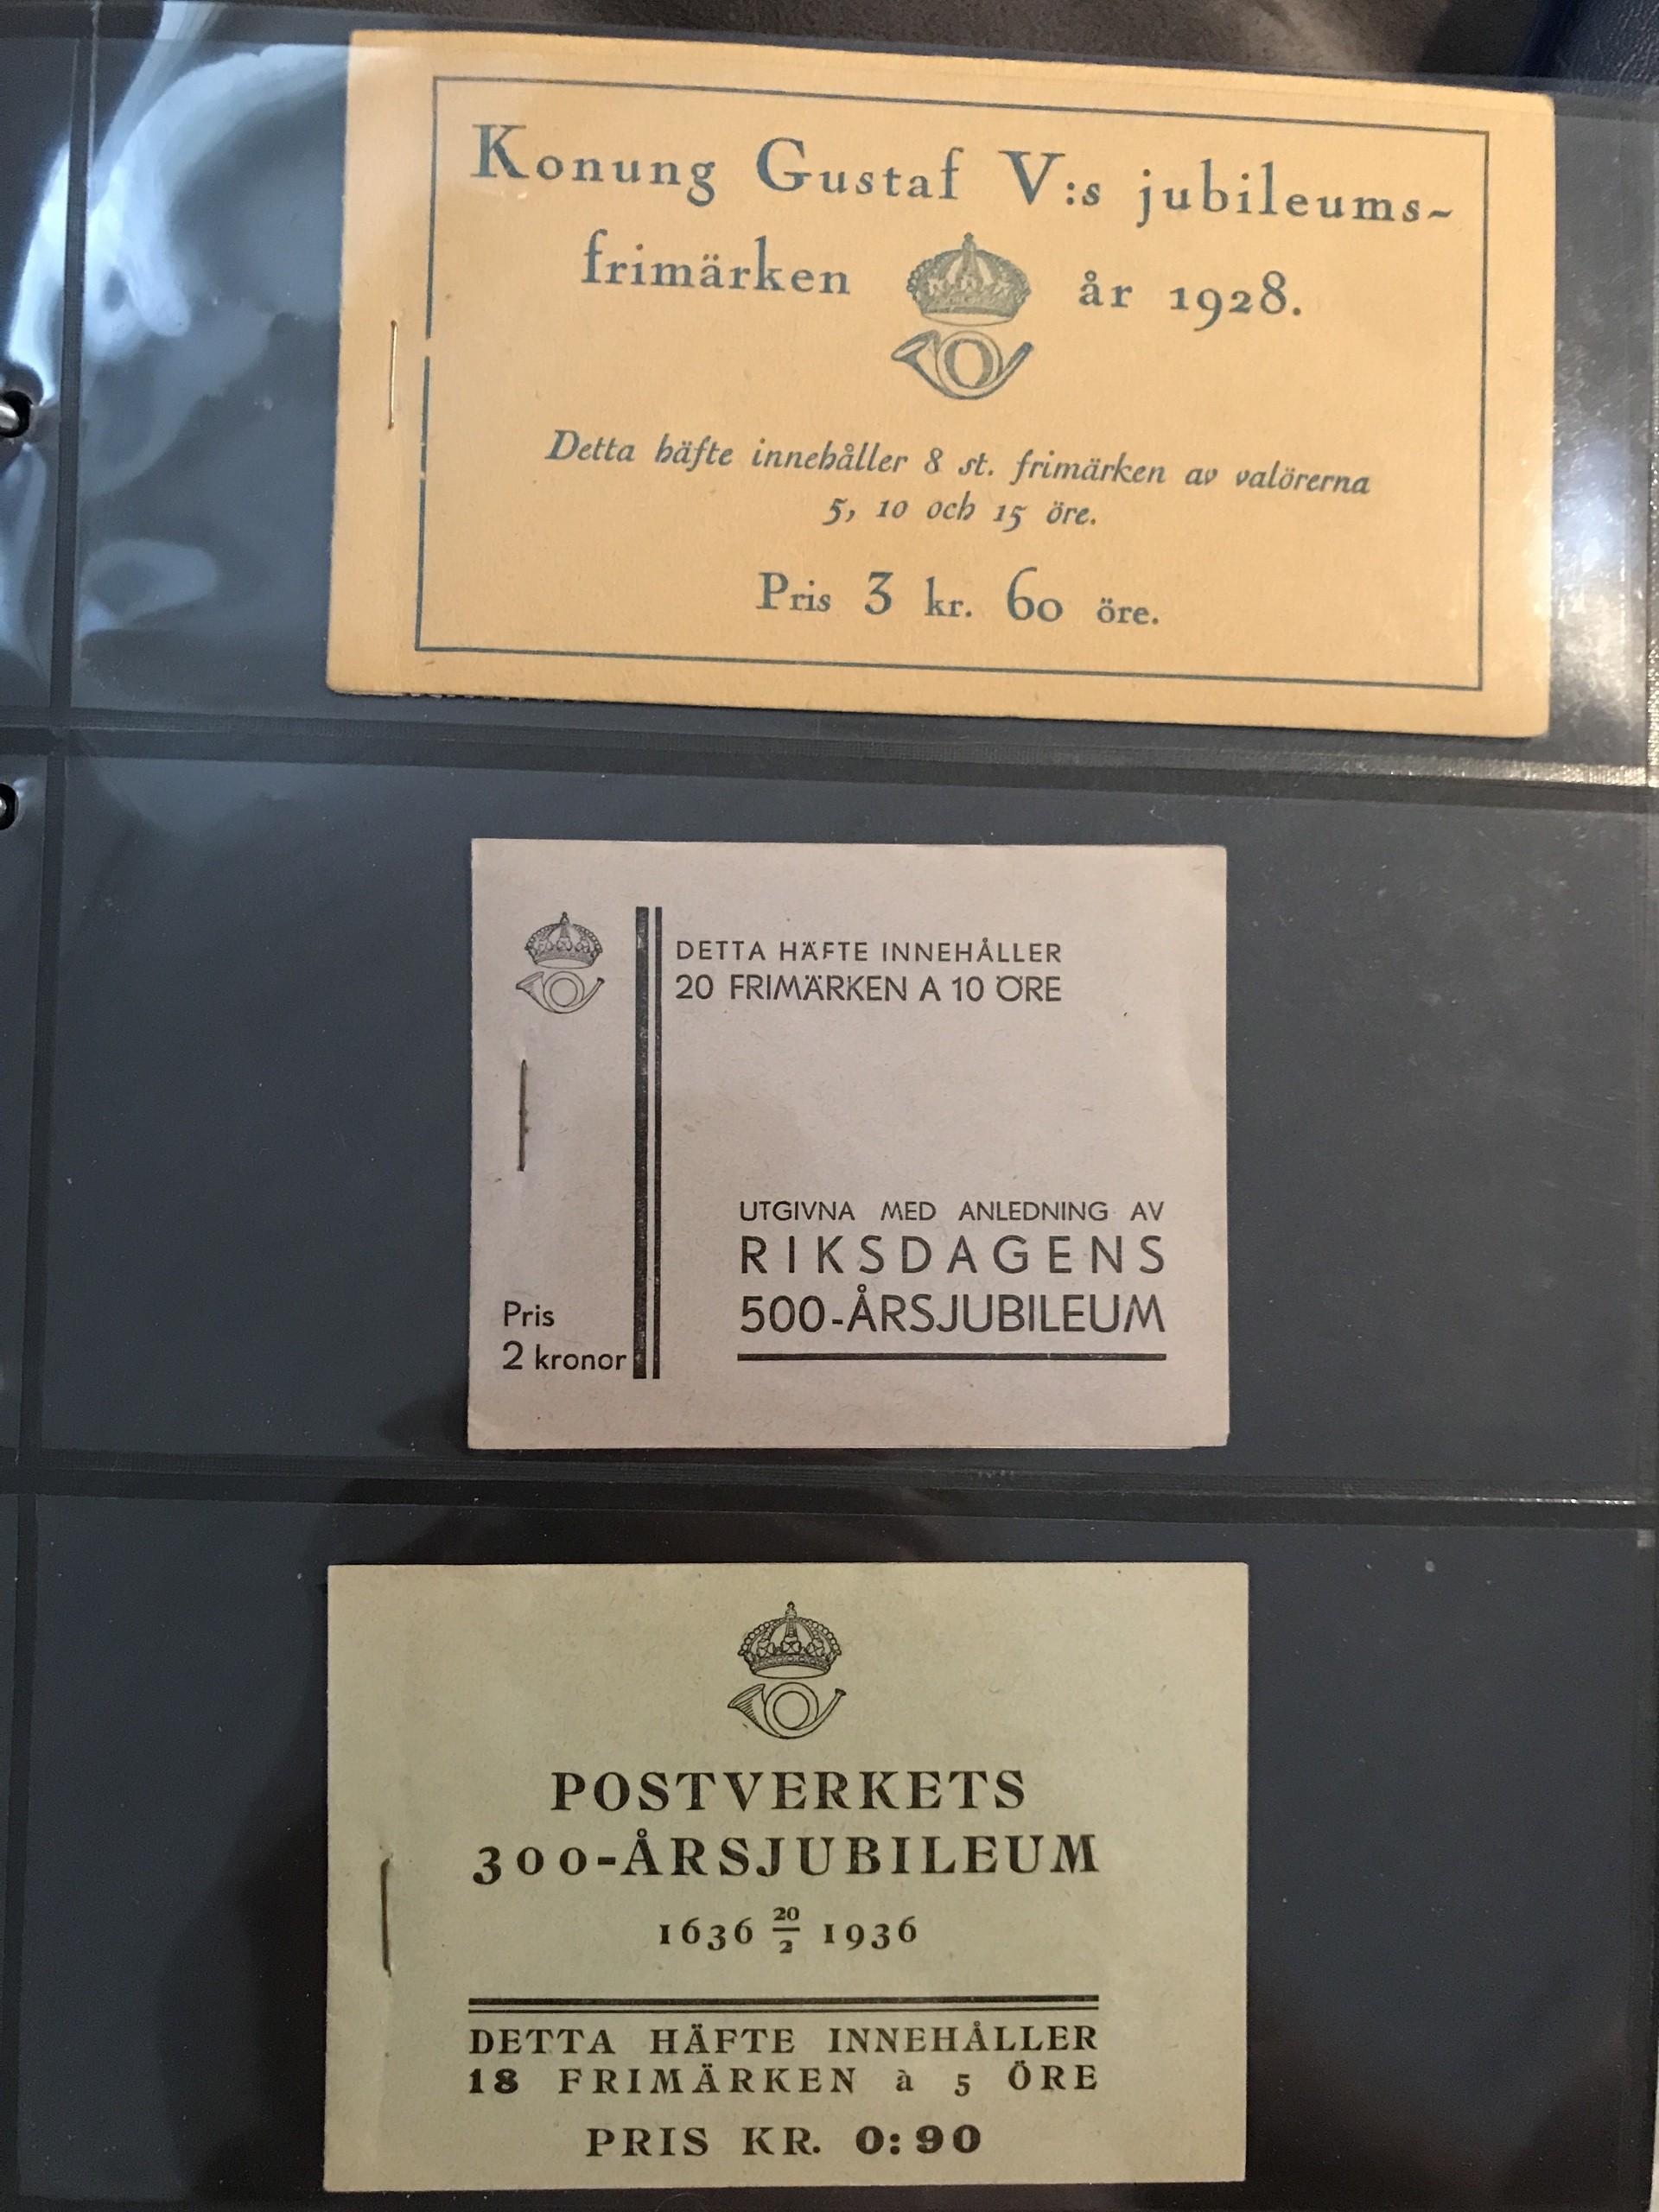 Konung Gustaf V:s jubileums-
frimärken år 1928.
Detta häfte innehåller 8 st. frimärken av valörerna
5, 10 och 15 öre.
Pris 3 kr. 60 öre.
DETTA HÄFTE INNEHÅLLER
20 FRIMÄRKEN A 10 ÖRE
UTGIVNA MED ANLEDNING AV
RIKSDAGENS
500-ÅRSJUBILEUM
Pris
2 kronor
POSTVERKETS
300-ÅRSJUBILEUM
1636 20/2 1936
DETTA HÄFTE INNEHÅLLER
18 FRIMÄRKEN à 5 ÖRE
PRIS KR. 0:90